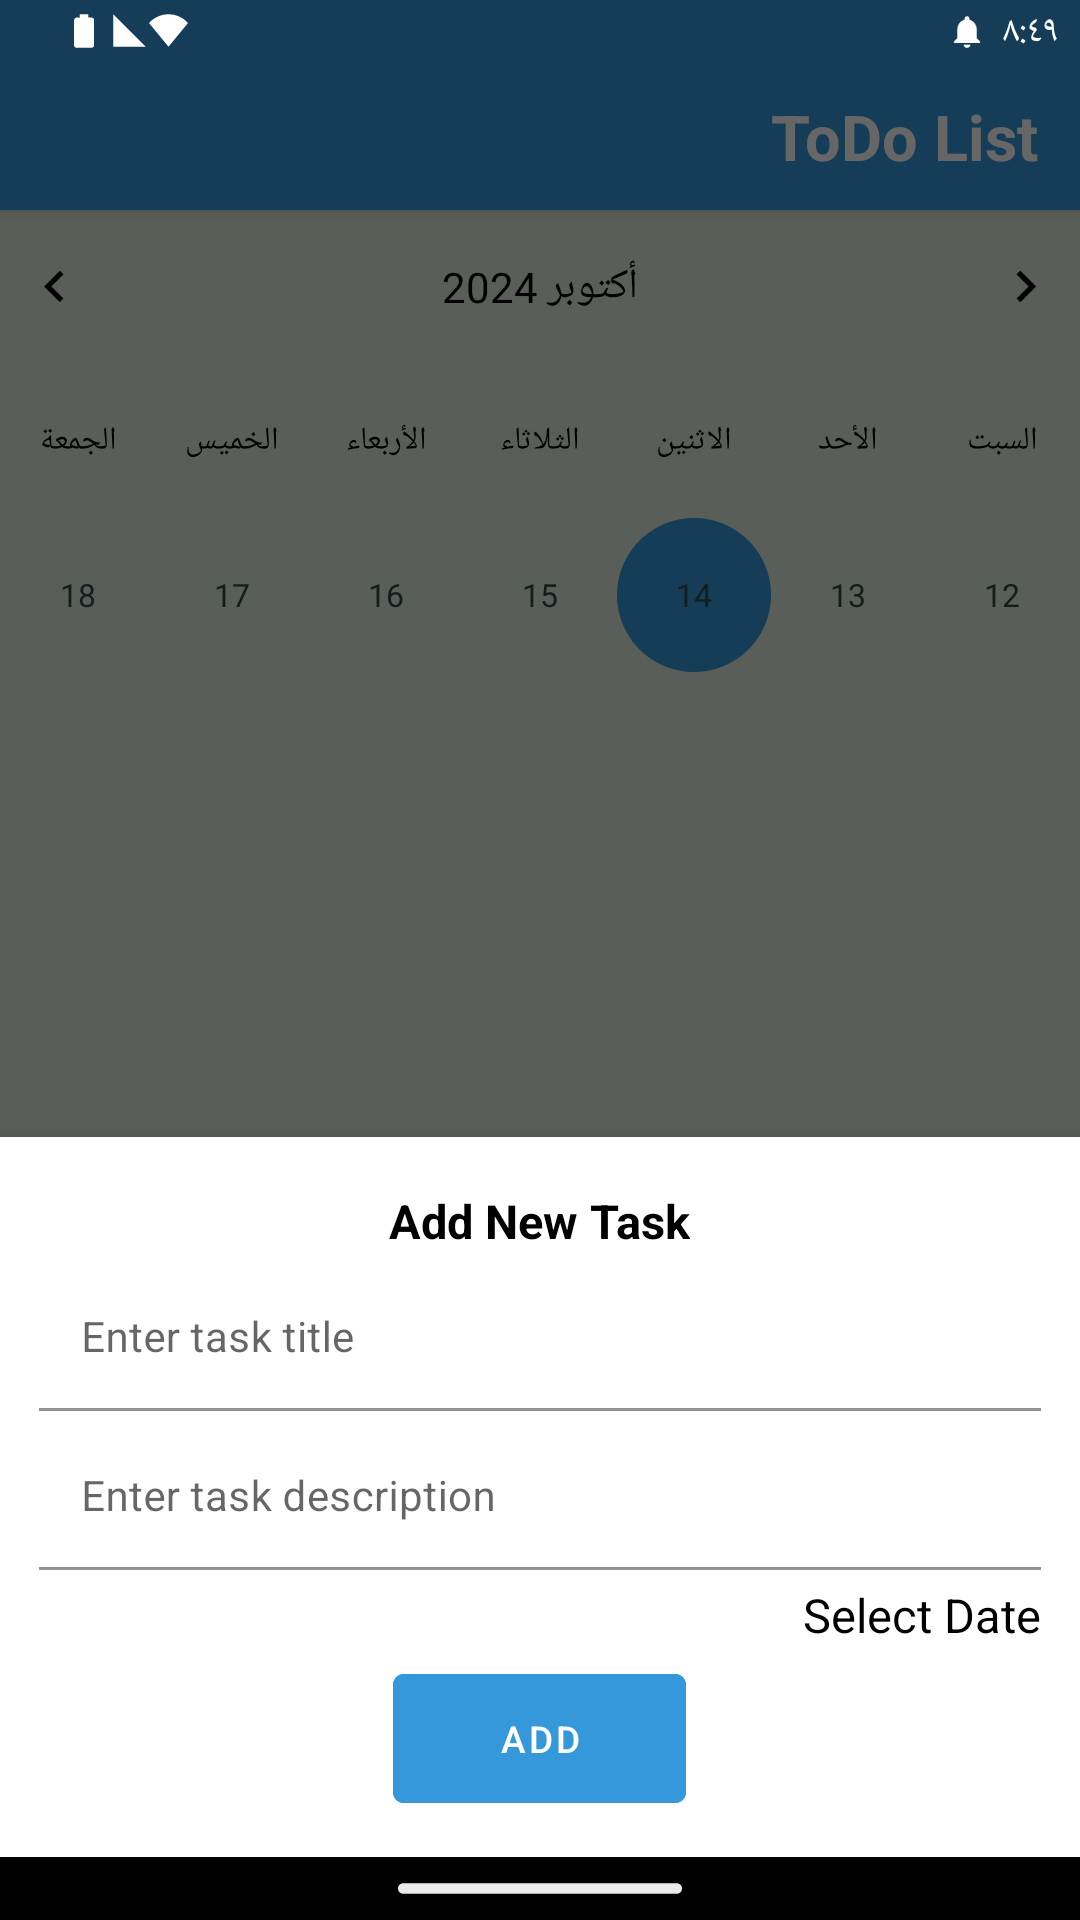 ٨:٤٩
ToDo List
أكتوبر 2024
السبت الأحد الاثنين الثلاثاء الأربعاء الخميس الجمعة
12 13 14 15 16 17 18
Add New Task
Enter task title
Enter task description
Select Date
ADD